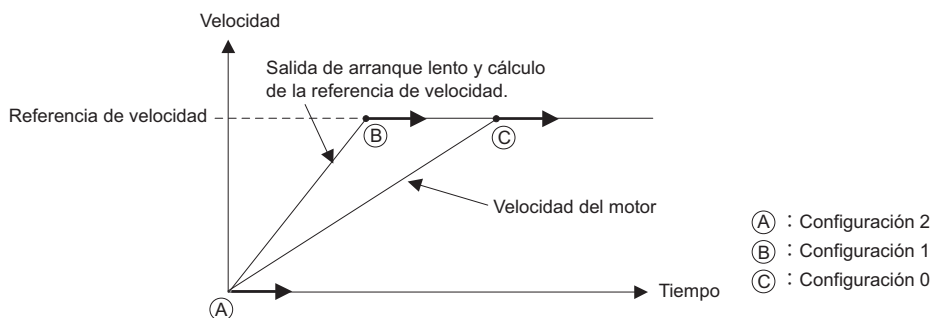 Velocidad
Salida de arranque lento y cálculo
de la referencia de velocidad.
Referencia de velocidad
B
C
Velocidad del motor
A
Tiempo
A : Configuración 2
B : Configuración 1
C : Configuración 0